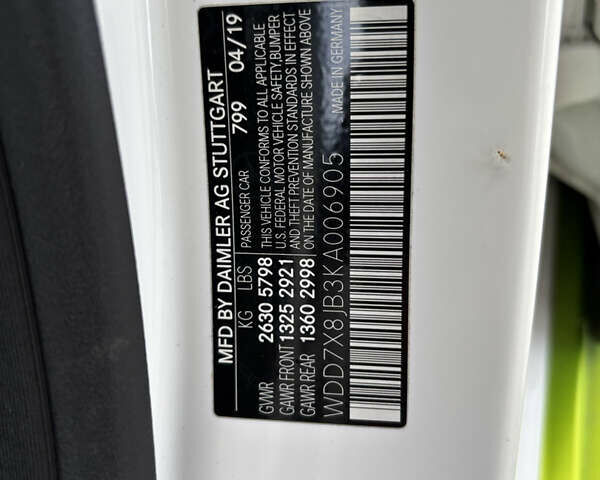 MFD BY DAIMLER AG STUTTGART
KG LBS PASSENGER CAR 799 04/19
GVWR 2630 5798 THIS VEHICLE CONFORMS TO ALL APPLICABLE
U.S. FEDERAL MOTOR VEHICLE SAFETY,BUMPER
GAWR FRONT 1325 2921 AND THEFT PREVENTION STANDARDS IN EFFECT
GAWR REAR 1360 2998 ON THE DATE OF MANUFACTURE SHOWN ABOVE
WDD7X8JB3KA006905 MADE IN GERMANY